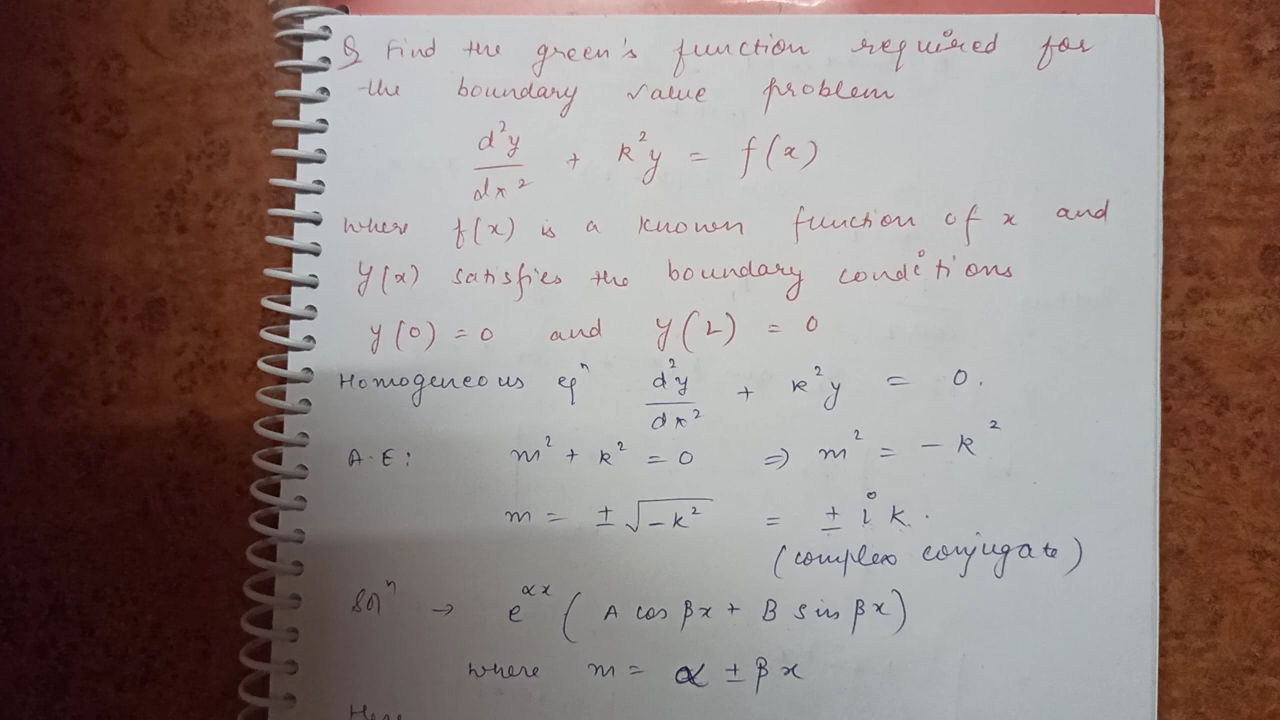 Q Find the green's function required for
the boundary value problem
d²y/dx² + k²y = f(x)
where f(x) is a known function of x and
y(x) satisfies the boundary conditions
y(0) = 0 and y(L) = 0
Homogeneous eqⁿ d²y/dx² + k²y = 0.
A.E: m² + k² = 0 ⇒ m² = - k²
m = ± √-k² = ± i k.
(complex conjugate)
Solⁿ → e^αx ( A cos βx + B sin βx )
where m = α ± β x
Here